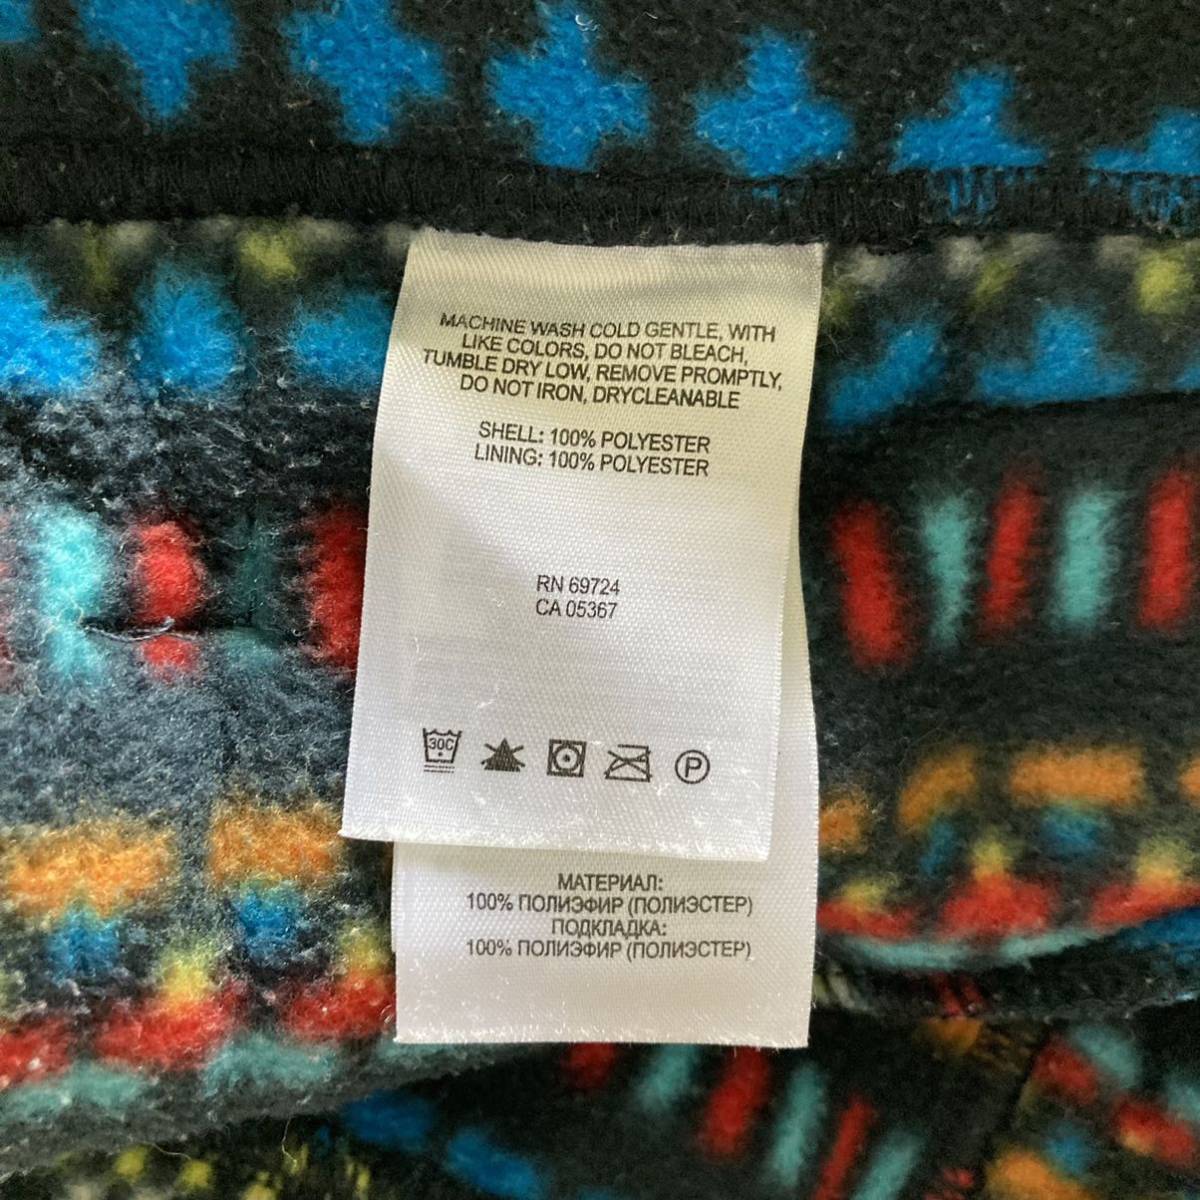 MACHINE WASH COLD GENTLE, WITH
LIKE COLORS, DO NOT BLEACH,
TUMBLE DRY LOW, REMOVE PROMPTLY,
DO NOT IRON, DRYCLEANABLE
SHELL: 100% POLYESTER
LINING: 100% POLYESTER
RN 69724
CA 05367
30C P
МАТЕРИАЛ:
100% ПОЛИЭФИР (ПОЛИЭСТЕР)
ПОДКЛАДКА:
100% ПОЛИЭФИР (ПОЛИЭСТЕР)